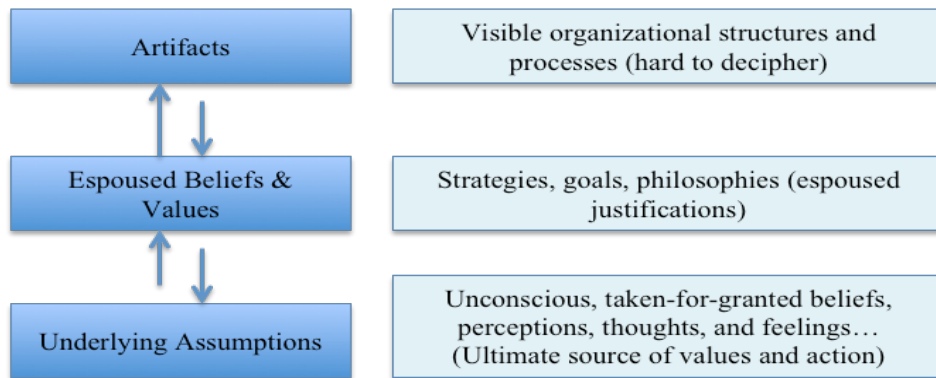 Artifacts
Visible organizational structures and
processes (hard to decipher)
Espoused Beliefs &
Values
Strategies, goals, philosophies (espoused
justifications)
Underlying Assumptions
Unconscious, taken-for-granted beliefs,
perceptions, thoughts, and feelings…
(Ultimate source of values and action)